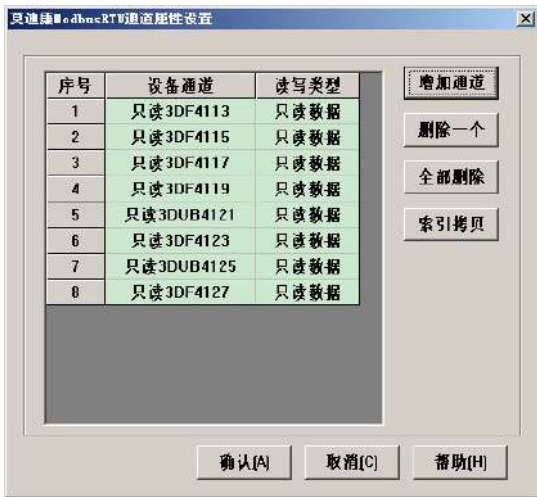 莫迪康ModbusRTU通道属性设置
序号 设备通道 读写类型
1 只读3DF4113 只读数据
2 只读3DF4115 只读数据
3 只读3DF4117 只读数据
4 只读3DF4119 只读数据
5 只读3DUB4121 只读数据
6 只读3DF4123 只读数据
7 只读3DUB4125 只读数据
8 只读3DF4127 只读数据
增加通道
删除一个
全部删除
索引拷贝
确认[A] 取消[C] 帮助[H]